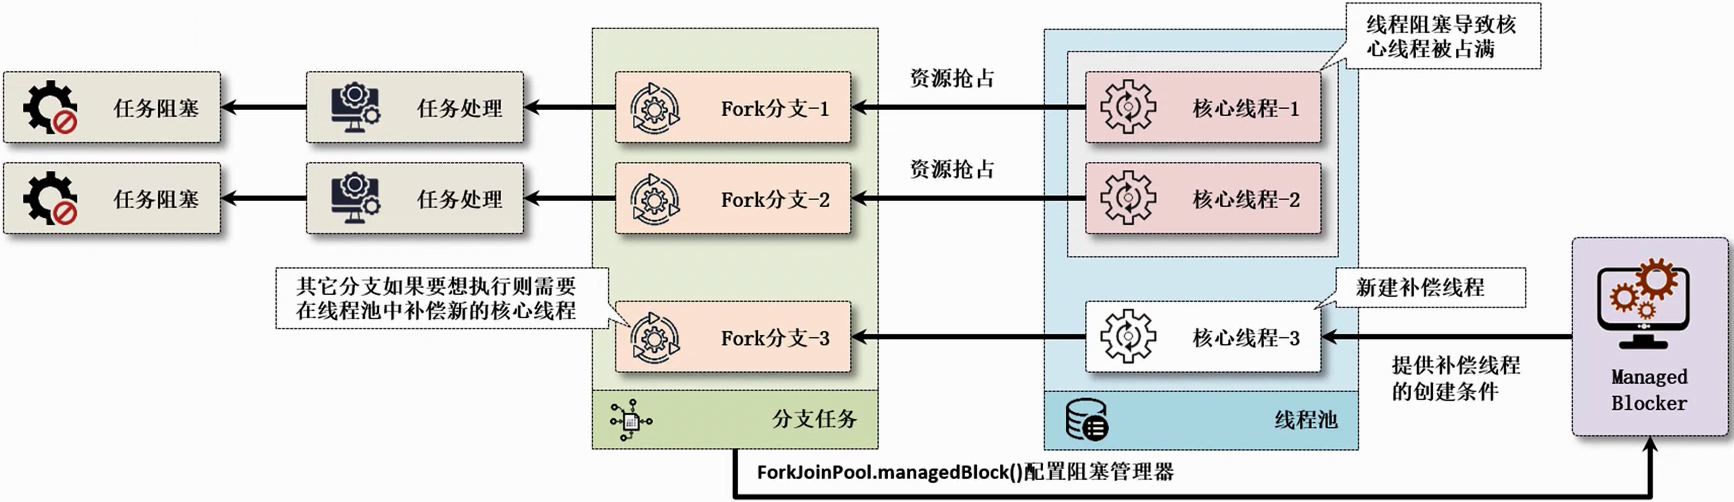 线程阻塞导致核
心线程被占满
任务阻塞
任务处理
Fork分支-1
资源抢占
核心线程-1
任务阻塞
任务处理
Fork分支-2
资源抢占
核心线程-2
其它分支如果要想执行则需要
在线程池中补偿新的核心线程
新建补偿线程
Fork分支-3
核心线程-3
提供补偿线程
的创建条件
Managed
Blocker
分支任务
线程池
ForkJoinPool.managedBlock()配置阻塞管理器